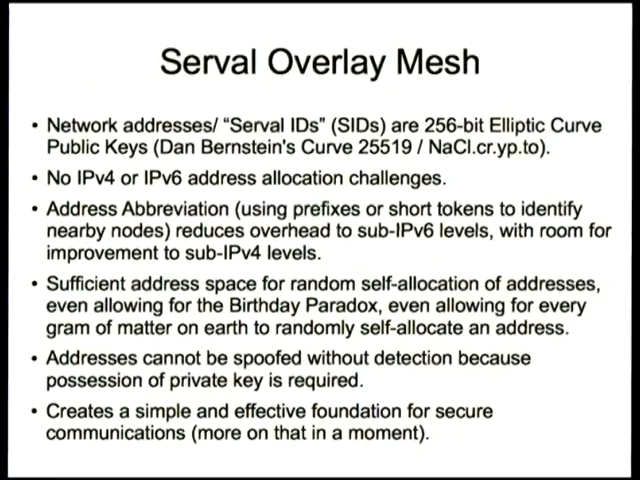 Serval Overlay Mesh
• Network addresses/ “Serval IDs” (SIDs) are 256-bit Elliptic Curve
Public Keys (Dan Bernstein's Curve 25519 / NaCl.cr.yp.to).
• No IPv4 or IPv6 address allocation challenges.
• Address Abbreviation (using prefixes or short tokens to identify
nearby nodes) reduces overhead to sub-IPv6 levels, with room for
improvement to sub-IPv4 levels.
• Sufficient address space for random self-allocation of addresses,
even allowing for the Birthday Paradox, even allowing for every
gram of matter on earth to randomly self-allocate an address.
• Addresses cannot be spoofed without detection because
possession of private key is required.
• Creates a simple and effective foundation for secure
communications (more on that in a moment).